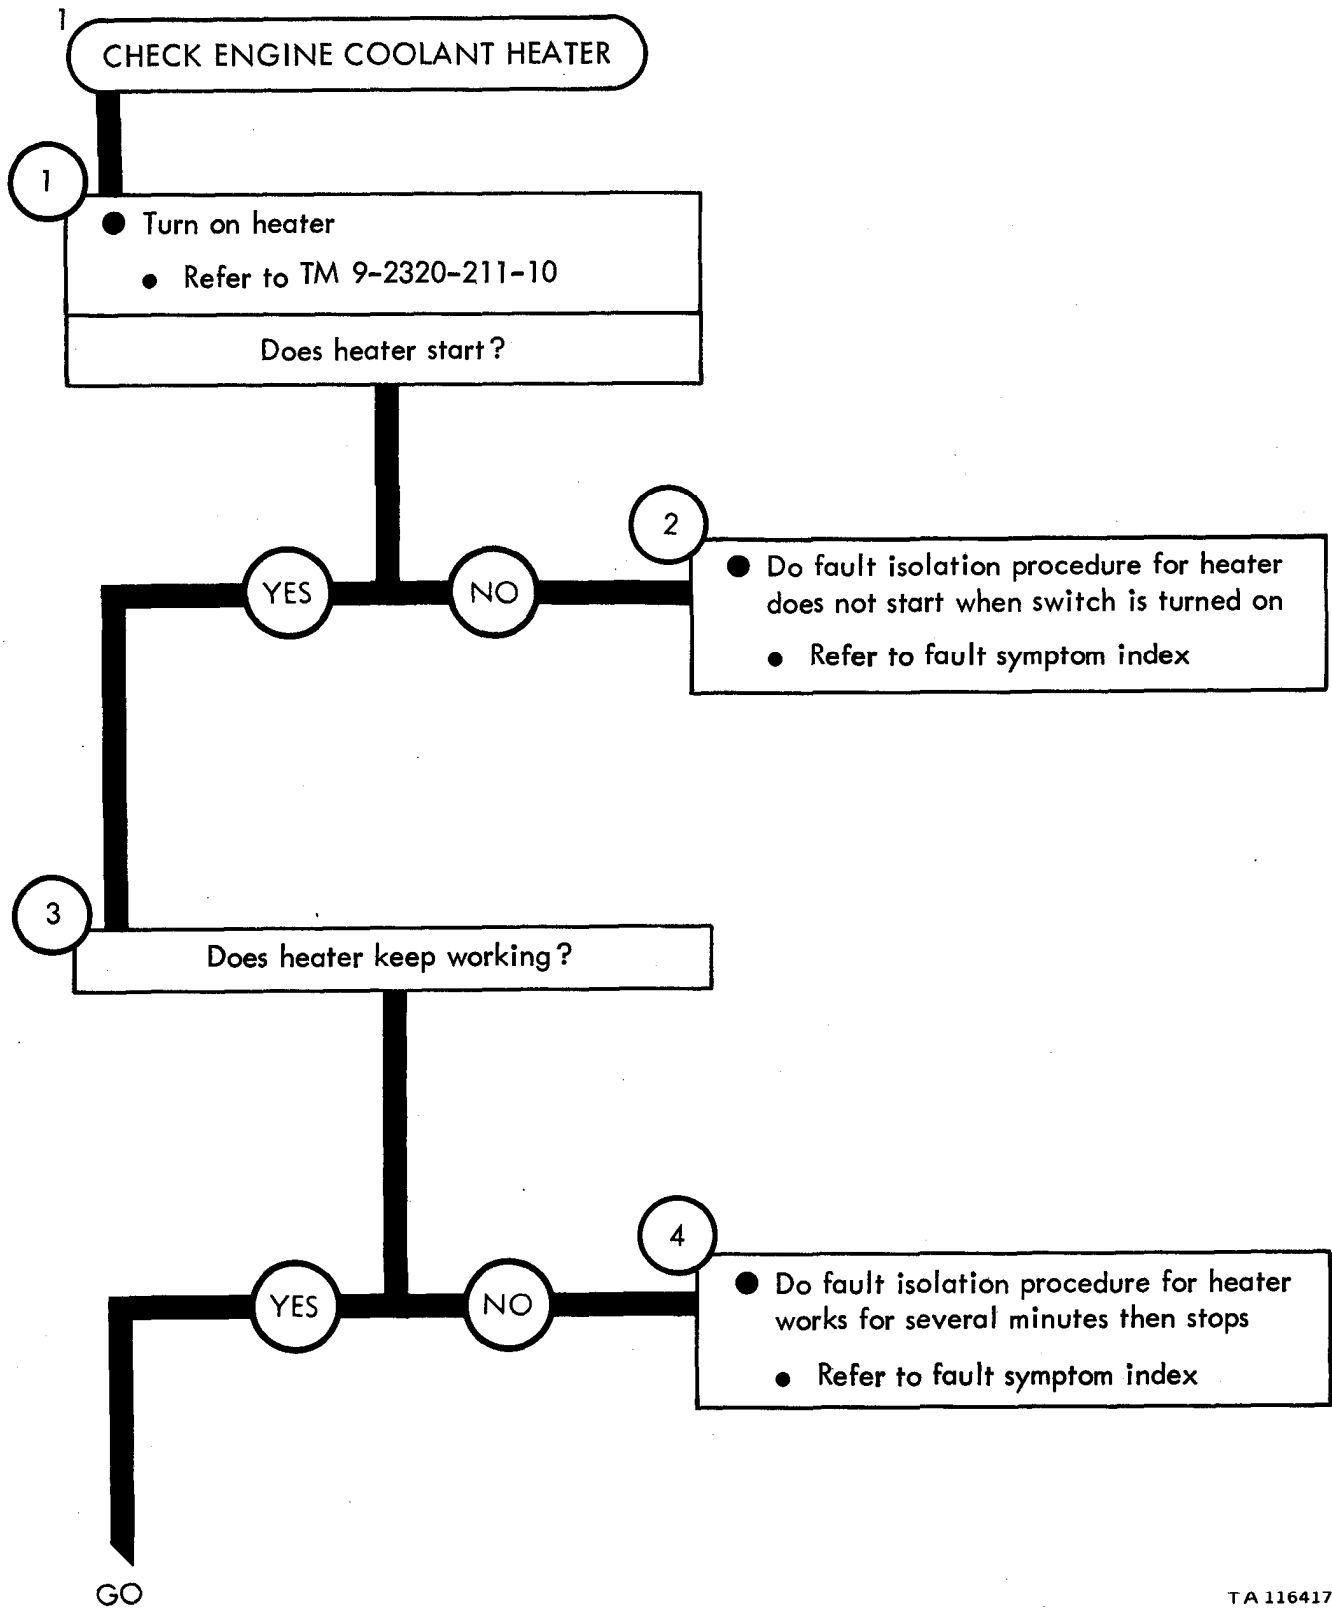 1
CHECK ENGINE COOLANT HEATER
1
● Turn on heater
● Refer to TM 9-2320-211-10
Does heater start?
YES
NO
2
● Do fault isolation procedure for heater
does not start when switch is turned on
● Refer to fault symptom index
3
Does heater keep working?
YES
NO
4
● Do fault isolation procedure for heater
works for several minutes then stops
● Refer to fault symptom index
GO
TA 116417